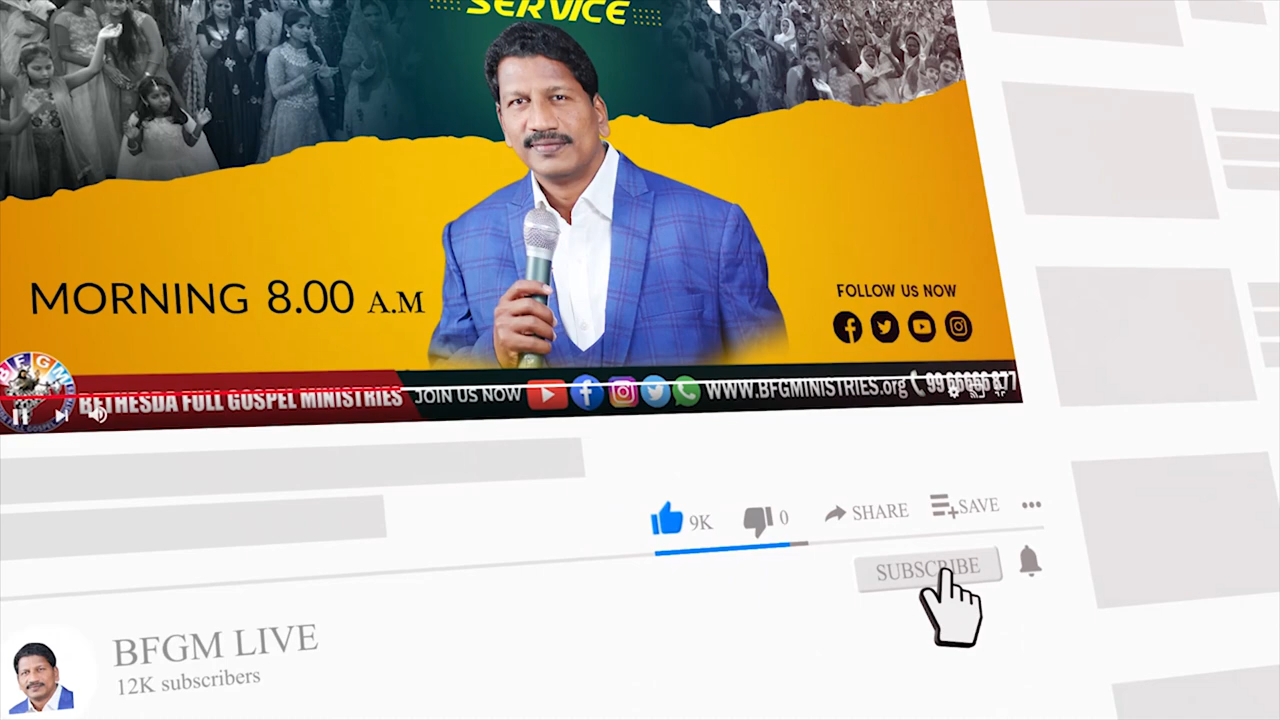 SERVICE
MORNING 8.00 A.M
FOLLOW US NOW
BFGM
BETHESDA FULL GOSPEL MINISTRIES
JOIN US NOW
WWW.BFGMINISTRIES.org
9K
0
SHARE
SAVE
SUBSCRIBE
BFGM LIVE
12K subscribers